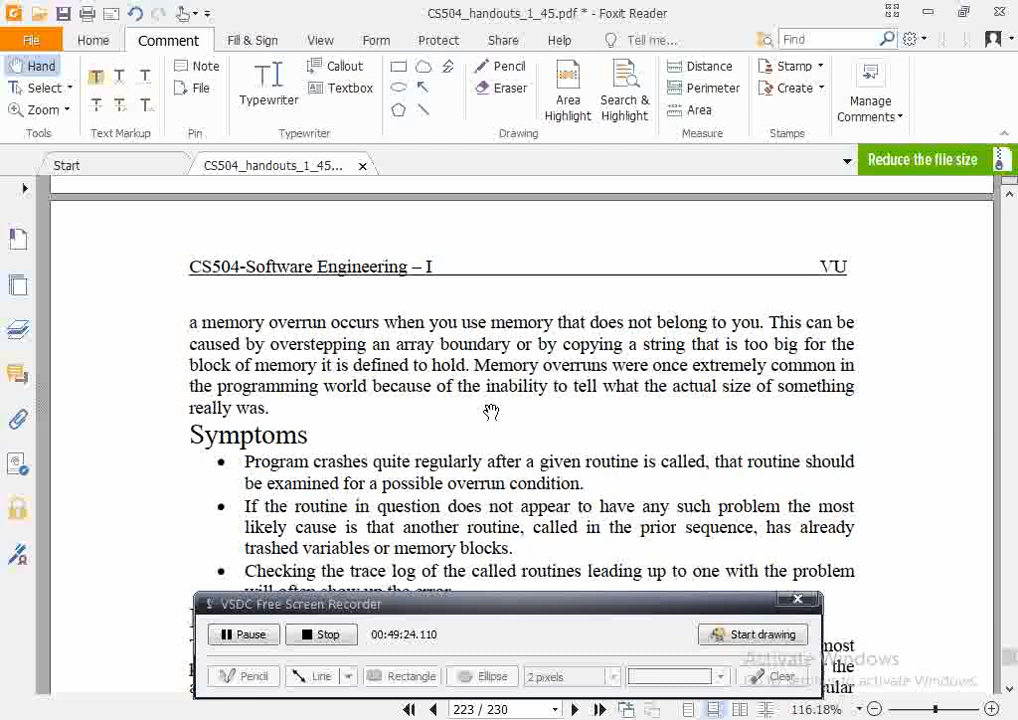 CS504_handouts_1_45.pdf * - Foxit Reader
File Home Comment Fill & Sign View Form Protect Share Help Tell me... Find
Hand Note Callout Pencil Distance Stamp
Select File Typewriter Textbox Eraser Area Highlight Search & Highlight Perimeter Create Manage Comments
Zoom Area
Tools Text Markup Pin Typewriter Drawing Measure Stamps
Start CS504_handouts_1_45... Reduce the file size
CS504-Software Engineering – I VU
a memory overrun occurs when you use memory that does not belong to you. This can be
caused by overstepping an array boundary or by copying a string that is too big for the
block of memory it is defined to hold. Memory overruns were once extremely common in
the programming world because of the inability to tell what the actual size of something
really was.
Symptoms
• Program crashes quite regularly after a given routine is called, that routine should
be examined for a possible overrun condition.
• If the routine in question does not appear to have any such problem the most
likely cause is that another routine, called in the prior sequence, has already
trashed variables or memory blocks.
• Checking the trace log of the called routines leading up to one with the problem
will often show up the error.
VSDC Free Screen Recorder
Pause Stop 00:49:24.110 Start drawing
most
Activate Windows
the
Pencil Line Rectangle Ellipse 2 pixels Clear
to activate Windows.
223 / 230 116.18%